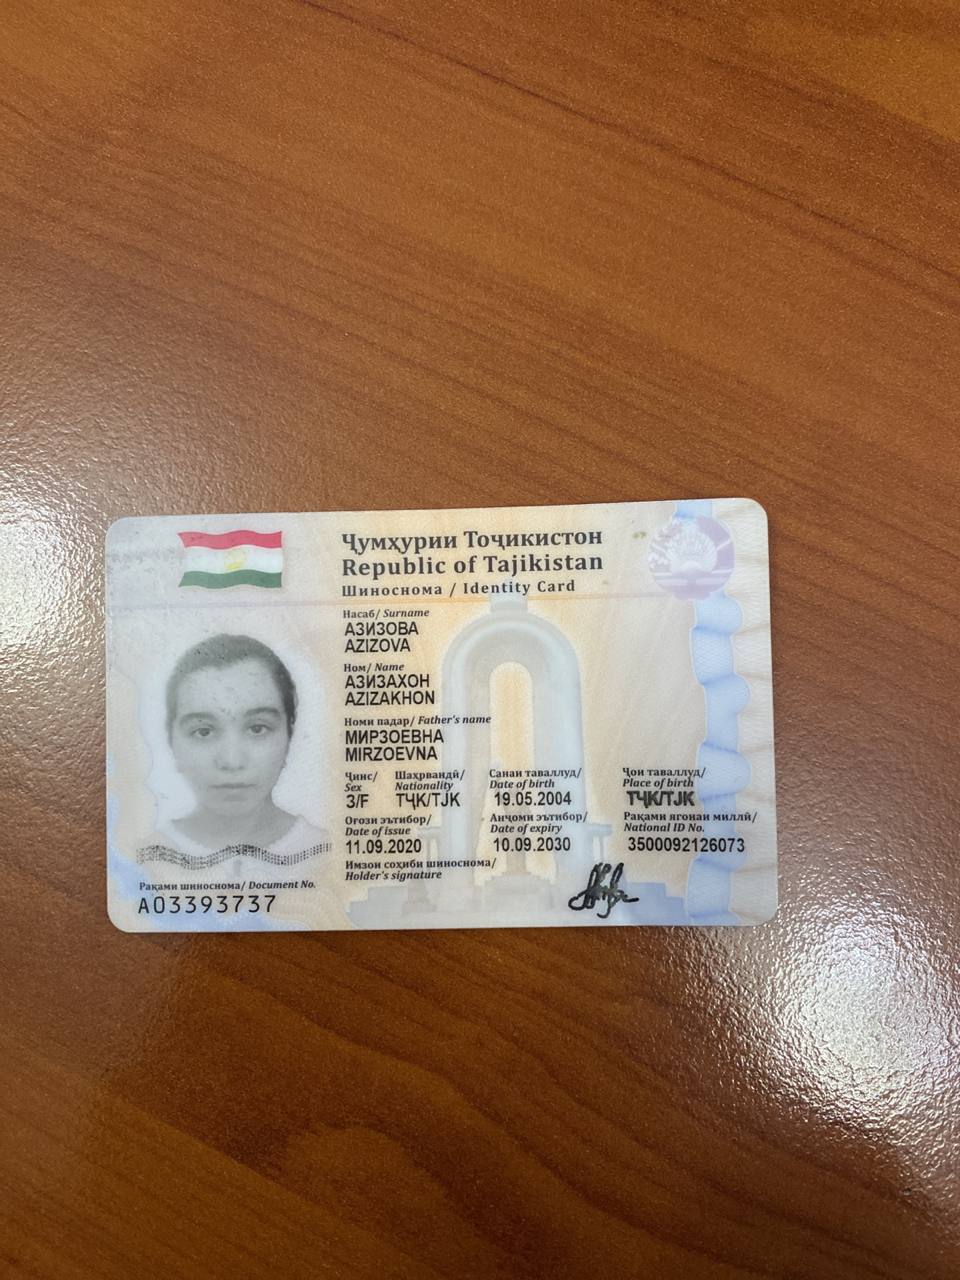 Ҷумҳурии Тоҷикистон
Republic of Tajikistan
Шиноснома / Identity Card
Насаб/ Surname
АЗИЗОВА
AZIZOVA
Ном/ Name
АЗИЗАХОН
AZIZAKHON
Номи падар/ Father's name
МИРЗОЕВНА
MIRZOEVNA
Ҷинс/ Шаҳрвандӣ/ Санаи таваллуд/ Ҷои таваллуд/
Sex Nationality Date of birth Place of birth
З/F ТҶК/TJK 19.05.2004 ТҶК/TJK
Оғози эътибор/ Анҷоми эътибор/ Рақами ягонаи миллӣ/
Date of issue Date of expiry National ID No.
11.09.2020 10.09.2030 3500092126073
Имзои соҳиби шиноснома/
Holder's signature
Рақами шиноснома/ Document No.
A03393737